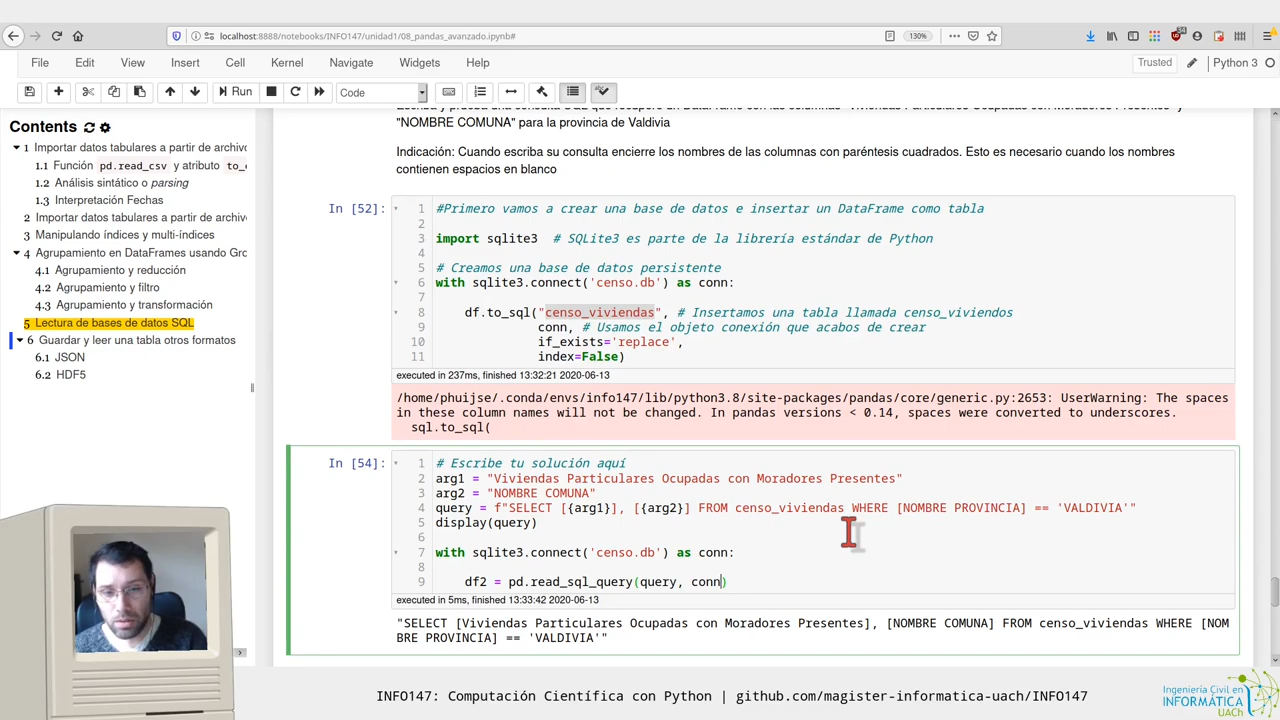 localhost:8888/notebooks/INFO147/unidad1/08_pandas_avanzado.ipynb#
130%
File Edit View Insert Cell Kernel Navigate Widgets Help
Trusted
Python 3
Run
Code
Contents
1 Importar datos tabulares a partir de archivo
1.1 Función pd.read_csv y atributo to_
1.2 Análisis sintático o parsing
1.3 Interpretación Fechas
2 Importar datos tabulares a partir de archivo
3 Manipulando índices y multi-índices
4 Agrupamiento en DataFrames usando Gro
4.1 Agrupamiento y reducción
4.2 Agrupamiento y filtro
4.3 Agrupamiento y transformación
5 Lectura de bases de datos SQL
6 Guardar y leer una tabla otros formatos
6.1 JSON
6.2 HDF5
"NOMBRE COMUNA" para la provincia de Valdivia
Indicación: Cuando escriba su consulta encierre los nombres de las columnas con paréntesis cuadrados. Esto es necesario cuando los nombres
contienen espacios en blanco
In [52]:
1 #Primero vamos a crear una base de datos e insertar un DataFrame como tabla
2
3 import sqlite3 # SQLite3 es parte de la librería estándar de Python
4
5 # Creamos una base de datos persistente
6 with sqlite3.connect('censo.db') as conn:
7
8 df.to_sql("censo_viviendas", # Insertamos una tabla llamada censo_viviendos
9 conn, # Usamos el objeto conexión que acabos de crear
10 if_exists='replace',
11 index=False)
executed in 237ms, finished 13:32:21 2020-06-13
/home/phuijse/.conda/envs/info147/lib/python3.8/site-packages/pandas/core/generic.py:2653: UserWarning: The spaces
in these column names will not be changed. In pandas versions < 0.14, spaces were converted to underscores.
sql.to_sql(
In [54]:
1 # Escribe tu solución aquí
2 arg1 = "Viviendas Particulares Ocupadas con Moradores Presentes"
3 arg2 = "NOMBRE COMUNA"
4 query = f"SELECT [{arg1}], [{arg2}] FROM censo_viviendas WHERE [NOMBRE PROVINCIA] == 'VALDIVIA'"
5 display(query)
6
7 with sqlite3.connect('censo.db') as conn:
8
9 df2 = pd.read_sql_query(query, conn)
executed in 5ms, finished 13:33:42 2020-06-13
"SELECT [Viviendas Particulares Ocupadas con Moradores Presentes], [NOMBRE COMUNA] FROM censo_viviendas WHERE [NOM
BRE PROVINCIA] == 'VALDIVIA'"
INFO147: Computación Científica con Python | github.com/magister-informatica-uach/INFO147
Ingeniería Civil en
INFORMÁTICA
UACh